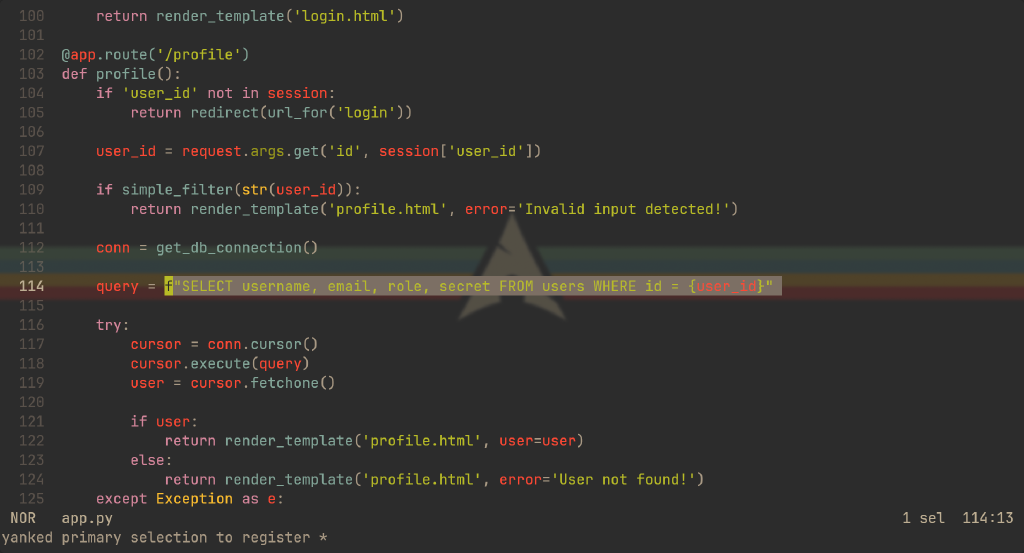 100      return render_template('login.html')
101
102  @app.route('/profile')
103  def profile():
104      if 'user_id' not in session:
105          return redirect(url_for('login'))
106
107      user_id = request.args.get('id', session['user_id'])
108
109      if simple_filter(str(user_id)):
110          return render_template('profile.html', error='Invalid input detected!')
111
112      conn = get_db_connection()
113
114      query = f"SELECT username, email, role, secret FROM users WHERE id = {user_id}"
115
116      try:
117          cursor = conn.cursor()
118          cursor.execute(query)
119          user = cursor.fetchone()
120
121          if user:
122              return render_template('profile.html', user=user)
123          else:
124              return render_template('profile.html', error='User not found!')
125      except Exception as e:
NOR   app.py   1 sel  114:13
yanked primary selection to register *